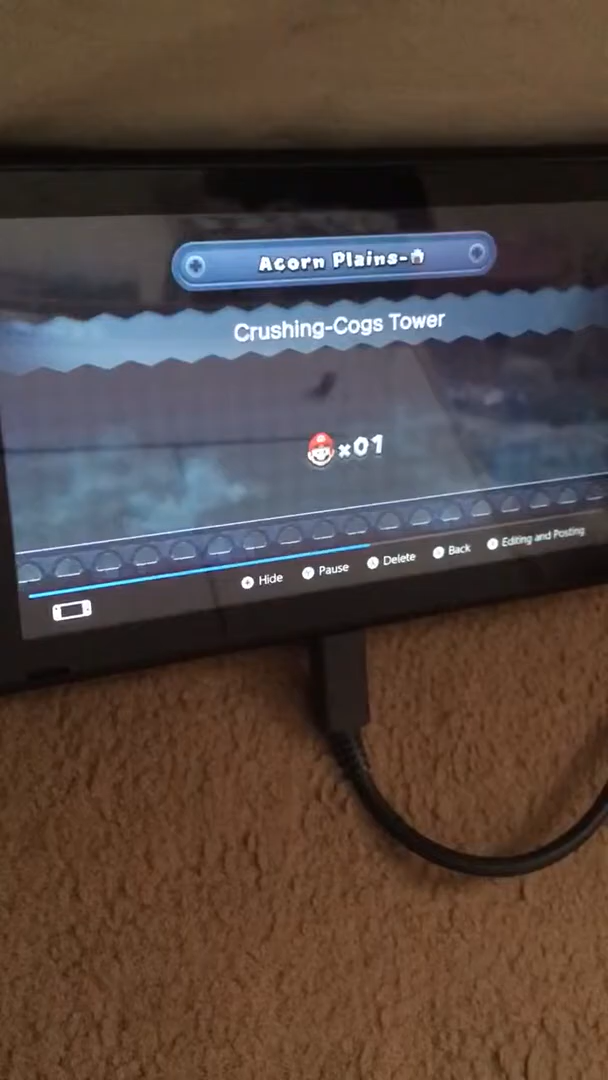 Acorn Plains-
Crushing-Cogs Tower
×01
Hide Pause Delete Back Editing and Posting